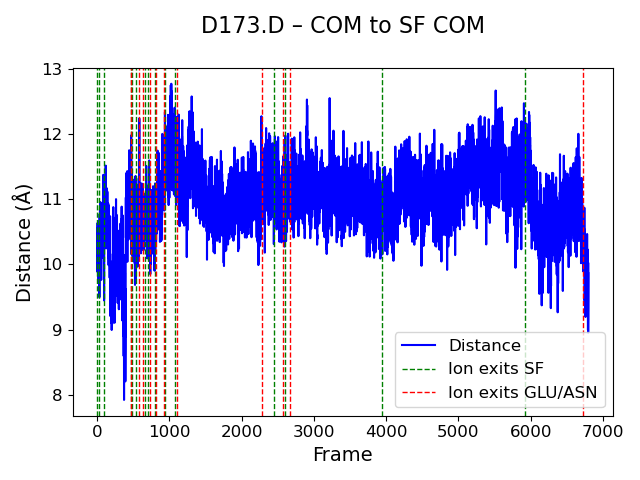 D173.D – COM to SF COM
13
12
11
10
9
8
Distance (Å)
Distance
Ion exits SF
Ion exits GLU/ASN
0 1000 2000 3000 4000 5000 6000 7000
Frame